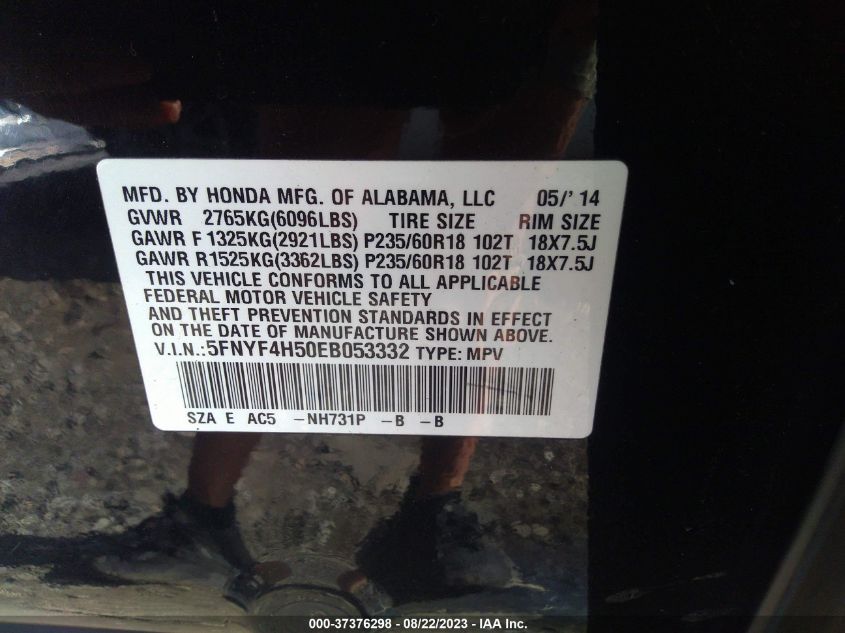 MFD. BY HONDA MFG. OF ALABAMA, LLC 05/'14
GVWR 2765KG(6096LBS) TIRE SIZE RIM SIZE
GAWR F 1325KG(2921LBS) P235/60R18 102T 18X7.5J
GAWR R1525KG(3362LBS) P235/60R18 102T 18X7.5J
THIS VEHICLE CONFORMS TO ALL APPLICABLE
FEDERAL MOTOR VEHICLE SAFETY
AND THEFT PREVENTION STANDARDS IN EFFECT
ON THE DATE OF MANUFACTURE SHOWN ABOVE.
V.I.N.:5FNYF4H50EB053332 TYPE: MPV
SZA E AC5 -NH731P -B -B
000-37376298 - 08/22/2023 - IAA Inc.